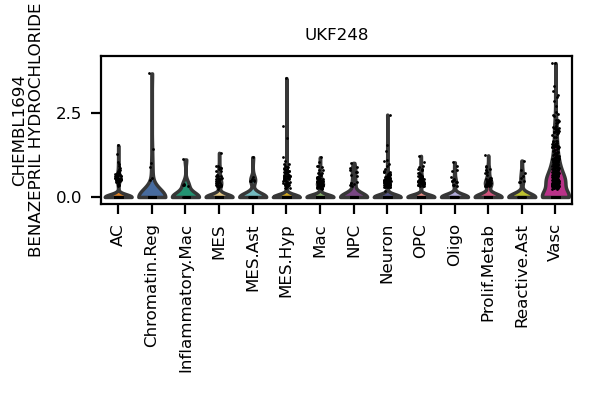 UKF248
CHEMBL1694
BENAZEPRIL HYDROCHLORIDE
2.5
0.0
AC
Chromatin.Reg
Inflammatory.Mac
MES
MES.Ast
MES.Hyp
Mac
NPC
Neuron
OPC
Oligo
Prolif.Metab
Reactive.Ast
Vasc